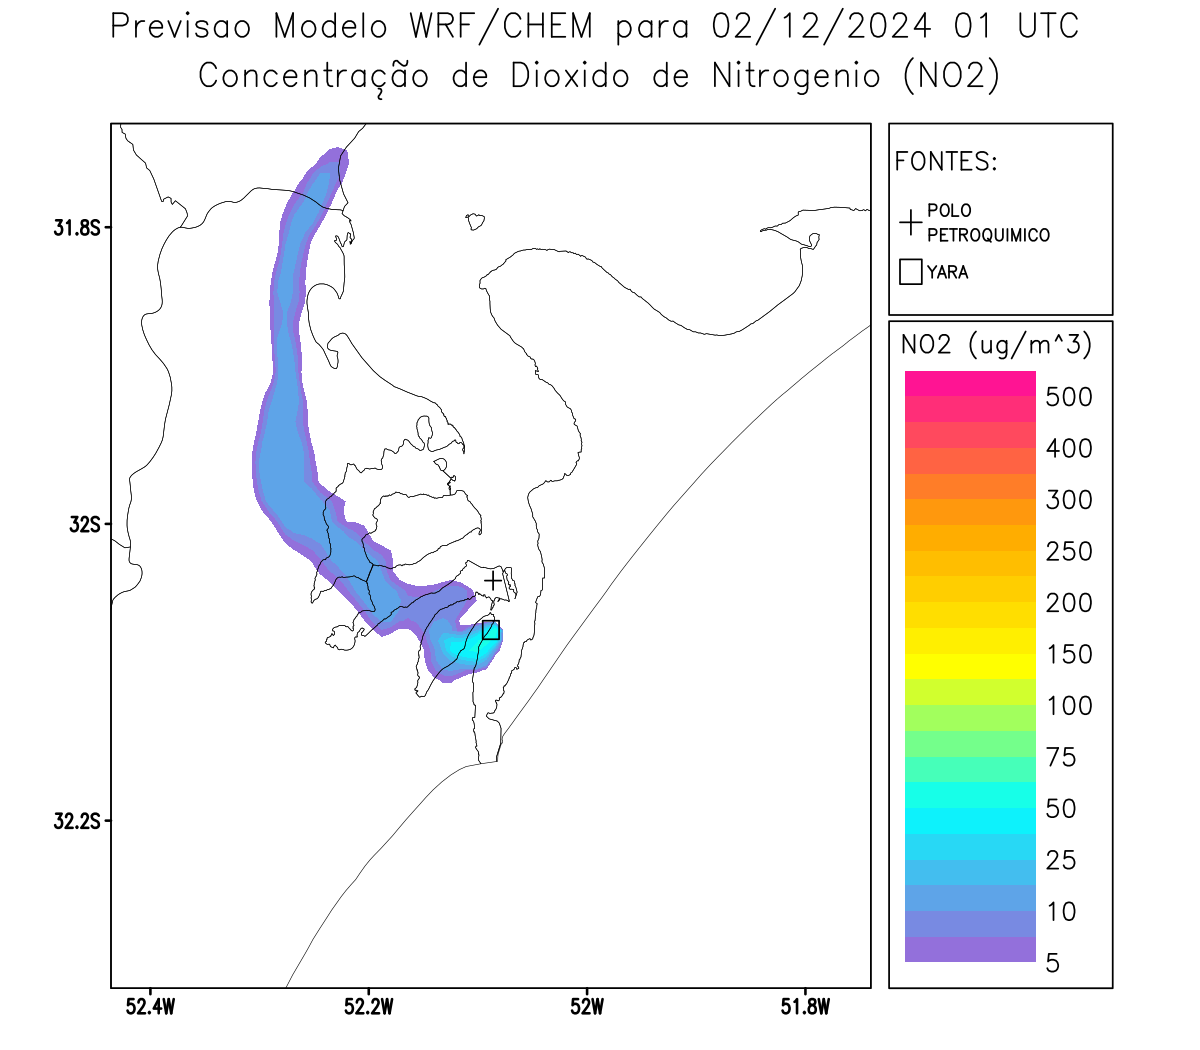 Previsao Modelo WRF/CHEM para 02/12/2024 01 UTC
Concentração de Dioxido de Nitrogenio (NO2)
FONTES:
POLO
PETROQUIMICO
YARA
NO2 (ug/m^3)
500
400
300
250
200
150
100
75
50
25
10
5
31.8S
32S
32.2S
52.4W
52.2W
52W
51.8W